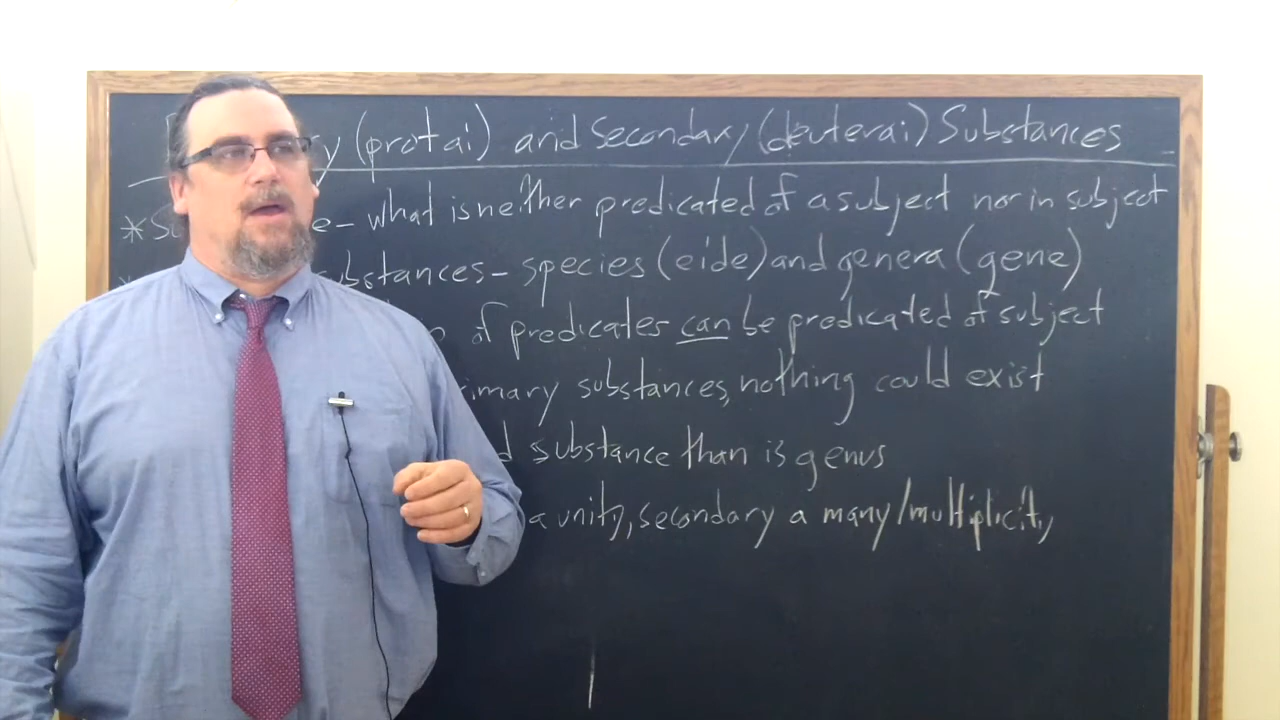 y (protai) and Secondary (deuterai) Substances
*S e - what is neither predicated of a subject nor in subject
bstances - species (eide) and genera (gene)
of predicates can be predicated of subject
imary substances, nothing could exist
d substance than is genus
a unity, secondary a many/multiplicity